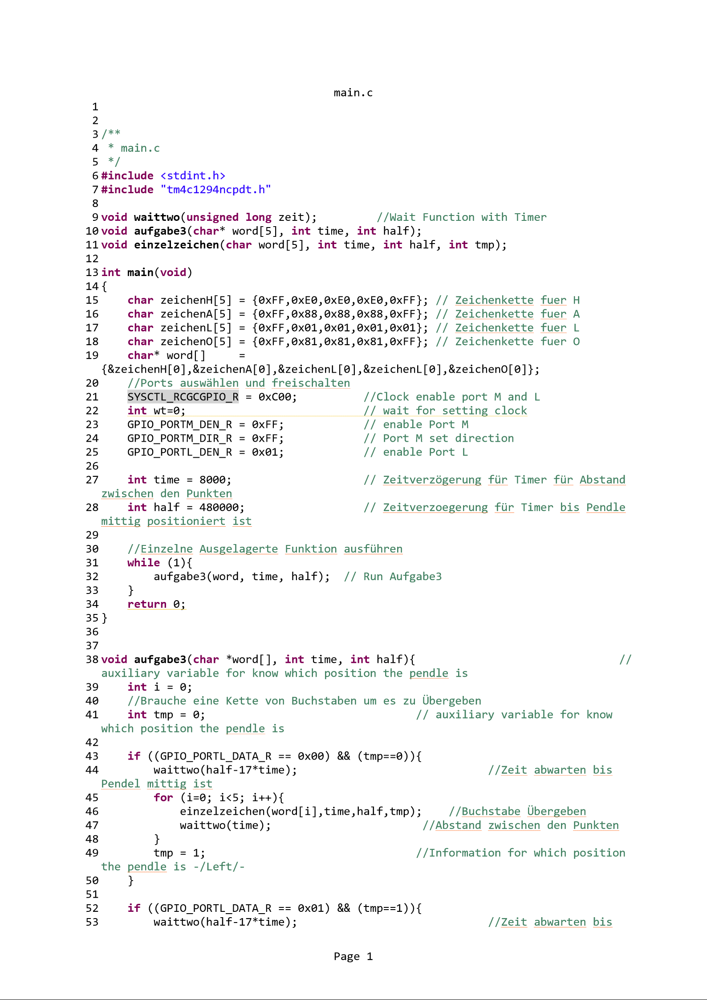 main.c
1
2
3 /**
4  * main.c
5  */
6 #include <stdint.h>
7 #include "tm4c1294ncpdt.h"
8
9 void waittwo(unsigned long zeit);         //Wait Function with Timer
10 void aufgabe3(char* word[5], int time, int half);
11 void einzelzeichen(char word[5], int time, int half, int tmp);
12
13 int main(void)
14 {
15     char zeichenH[5] = {0xFF,0xE0,0xE0,0xE0,0xFF}; // Zeichenkette fuer H
16     char zeichenA[5] = {0xFF,0x88,0x88,0x88,0xFF}; // Zeichenkette fuer A
17     char zeichenL[5] = {0xFF,0x01,0x01,0x01,0x01}; // Zeichenkette fuer L
18     char zeichenO[5] = {0xFF,0x81,0x81,0x81,0xFF}; // Zeichenkette fuer O
19     char* word[]     =
{&zeichenH[0],&zeichenA[0],&zeichenL[0],&zeichenL[0],&zeichenO[0]};
20     //Ports auswählen und freischalten
21     SYSCTL_RCGCGPIO_R = 0xC00;          //Clock enable port M and L
22     int wt=0;                           // wait for setting clock
23     GPIO_PORTM_DEN_R = 0xFF;            // enable Port M
24     GPIO_PORTM_DIR_R = 0xFF;            // Port M set direction
25     GPIO_PORTL_DEN_R = 0x01;            // enable Port L
26
27     int time = 8000;                    // Zeitverzögerung für Timer für Abstand
zwischen den Punkten
28     int half = 480000;                  // Zeitverzoegerung für Timer bis Pendle
mittig positioniert ist
29
30     //Einzelne Ausgelagerte Funktion ausführen
31     while (1){
32         aufgabe3(word, time, half);  // Run Aufgabe3
33     }
34     return 0;
35 }
36
37
38 void aufgabe3(char *word[], int time, int half){                               //
auxiliary variable for know which position the pendle is
39     int i = 0;
40     //Brauche eine Kette von Buchstaben um es zu Übergeben
41     int tmp = 0;                                // auxiliary variable for know
which position the pendle is
42
43     if ((GPIO_PORTL_DATA_R == 0x00) && (tmp==0)){
44         waittwo(half-17*time);                             //Zeit abwarten bis
Pendel mittig ist
45         for (i=0; i<5; i++){
46             einzelzeichen(word[i],time,half,tmp);    //Buchstabe Übergeben
47             waittwo(time);                       //Abstand zwischen den Punkten
48         }
49         tmp = 1;                                //Information for which position
the pendle is -/Left/-
50     }
51
52     if ((GPIO_PORTL_DATA_R == 0x01) && (tmp==1)){
53         waittwo(half-17*time);                             //Zeit abwarten bis
Page 1